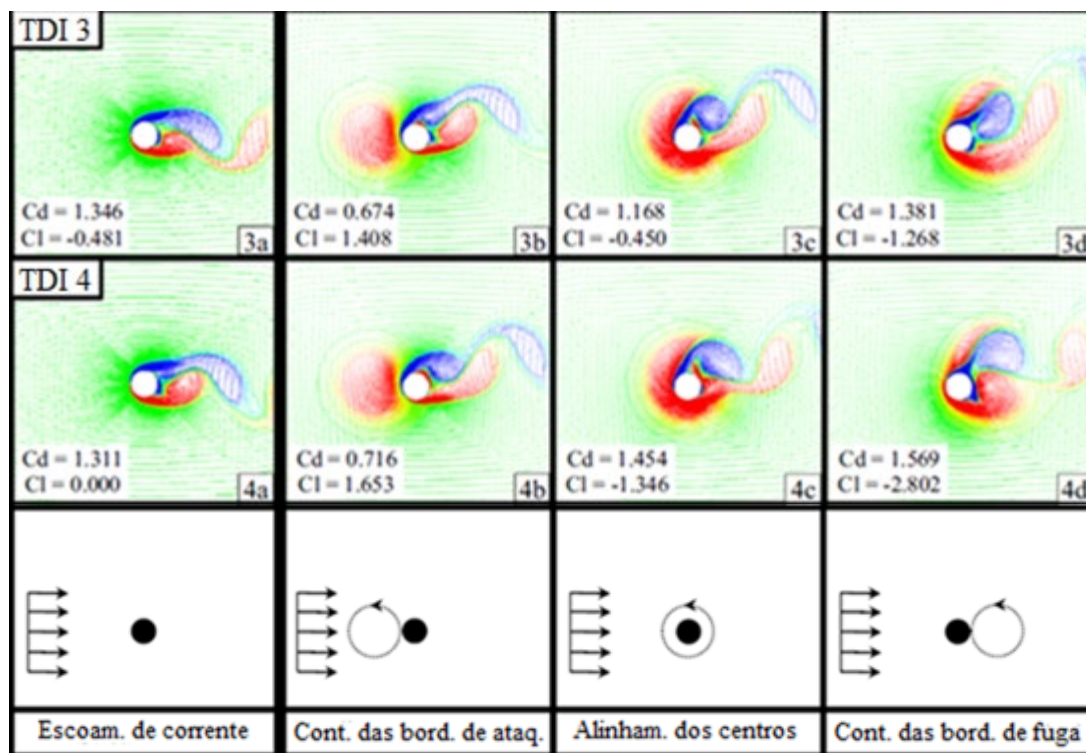 TDI 3
Cd = 1.346
Cl = -0.481
3a
Cd = 0.674
Cl = 1.408
3b
Cd = 1.168
Cl = -0.450
3c
Cd = 1.381
Cl = -1.268
3d
TDI 4
Cd = 1.311
Cl = 0.000
4a
Cd = 0.716
Cl = 1.653
4b
Cd = 1.454
Cl = -1.346
4c
Cd = 1.569
Cl = -2.802
4d
Escoam. de corrente
Cont. das bord. de ataq.
Alinham. dos centros
Cont. das bord. de fuga